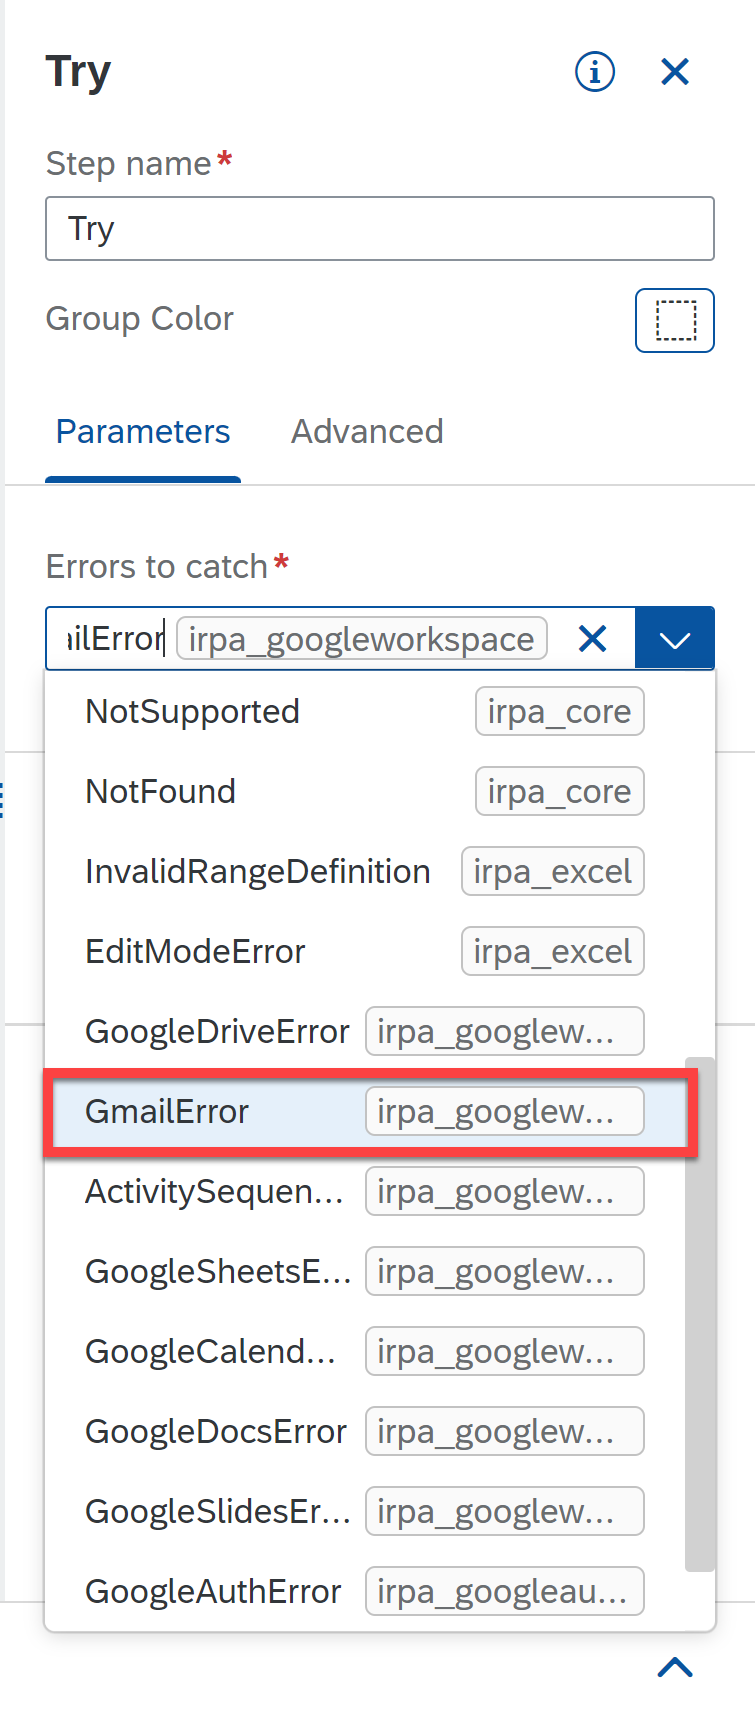 Try
Step name*
Try
Group Color
Parameters Advanced
Errors to catch*
ailError irpa_googleworkspace
NotSupported irpa_core
NotFound irpa_core
InvalidRangeDefinition irpa_excel
EditModeError irpa_excel
GoogleDriveError irpa_googlew...
GmailError irpa_googlew...
ActivitySequen... irpa_googlew...
GoogleSheetsE... irpa_googlew...
GoogleCalend... irpa_googlew...
GoogleDocsError irpa_googlew...
GoogleSlidesEr... irpa_googlew...
GoogleAuthError irpa_googleau...